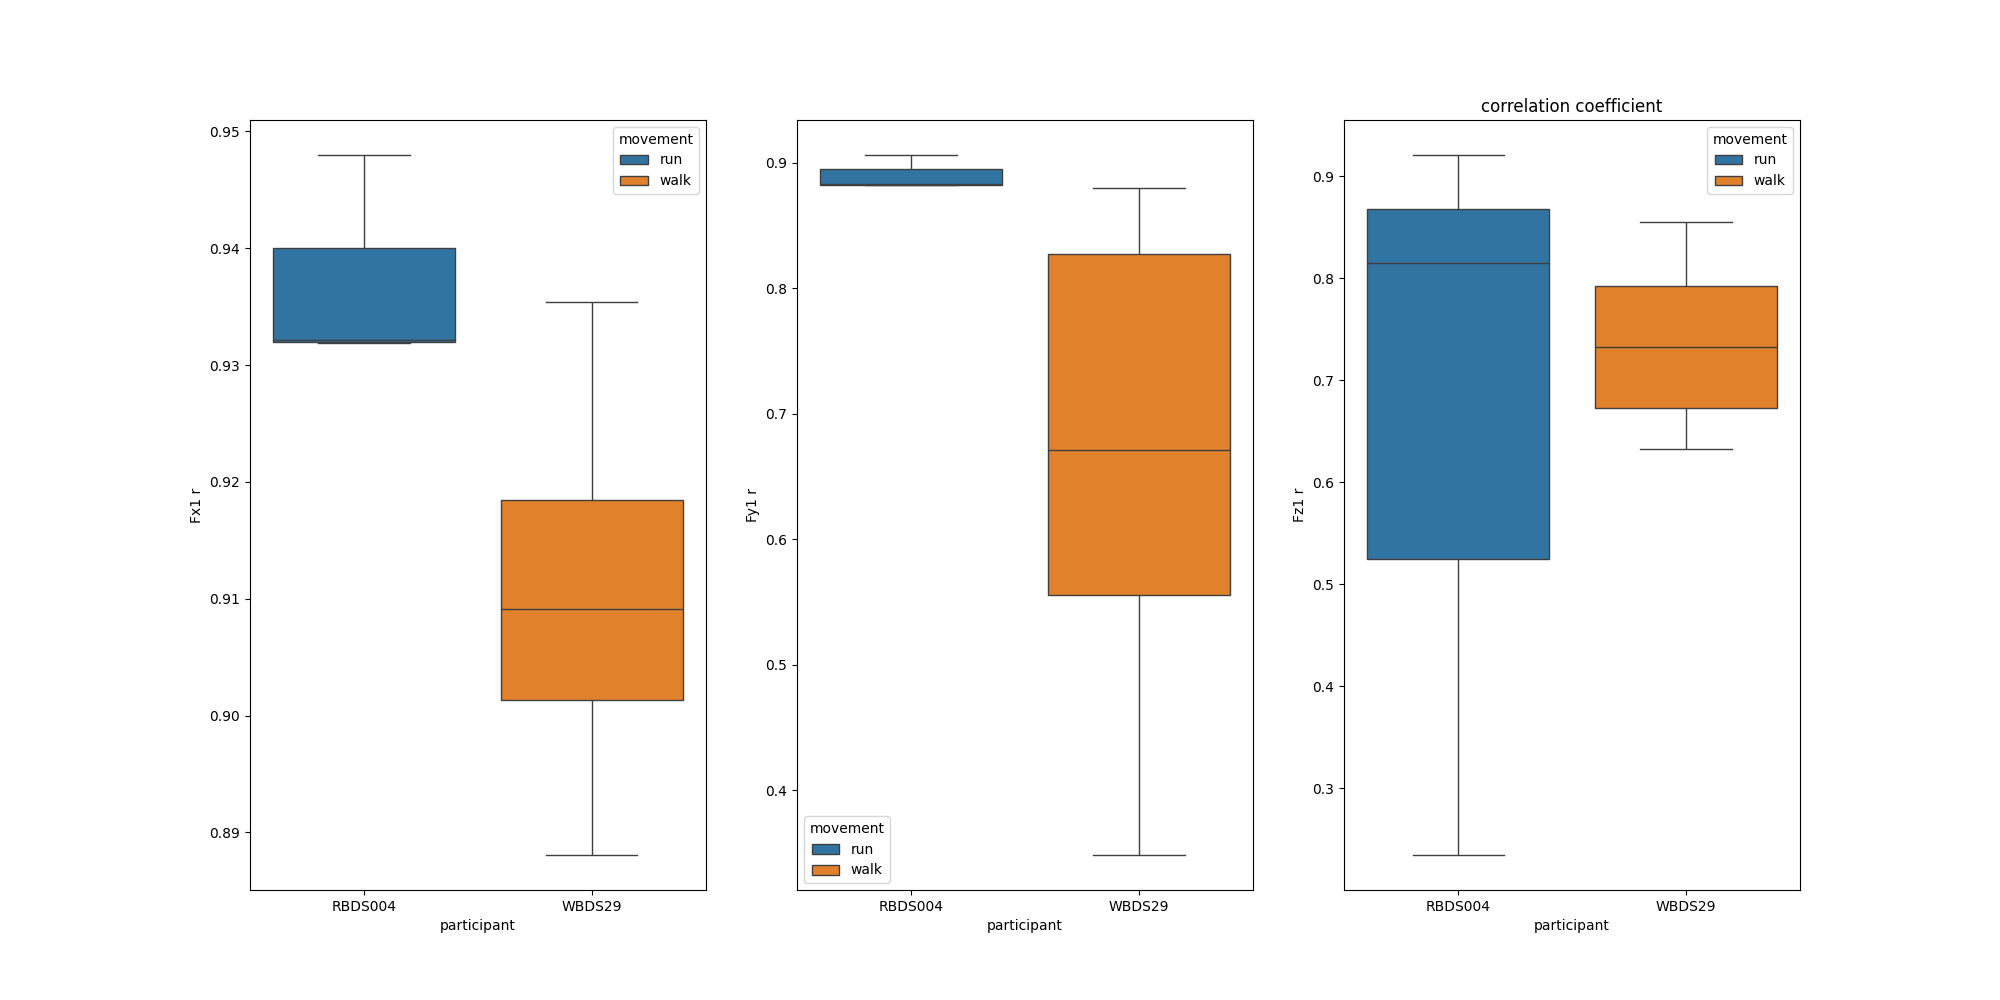 0.95
0.94
0.93
0.92
0.91
0.90
0.89
Fx1 r
movement
run
walk
RBDS004 WBDS29
participant
0.9
0.8
0.7
0.6
0.5
0.4
Fy1 r
movement
run
walk
RBDS004 WBDS29
participant
correlation coefficient
0.9
0.8
0.7
0.6
0.5
0.4
0.3
Fz1 r
movement
run
walk
RBDS004 WBDS29
participant